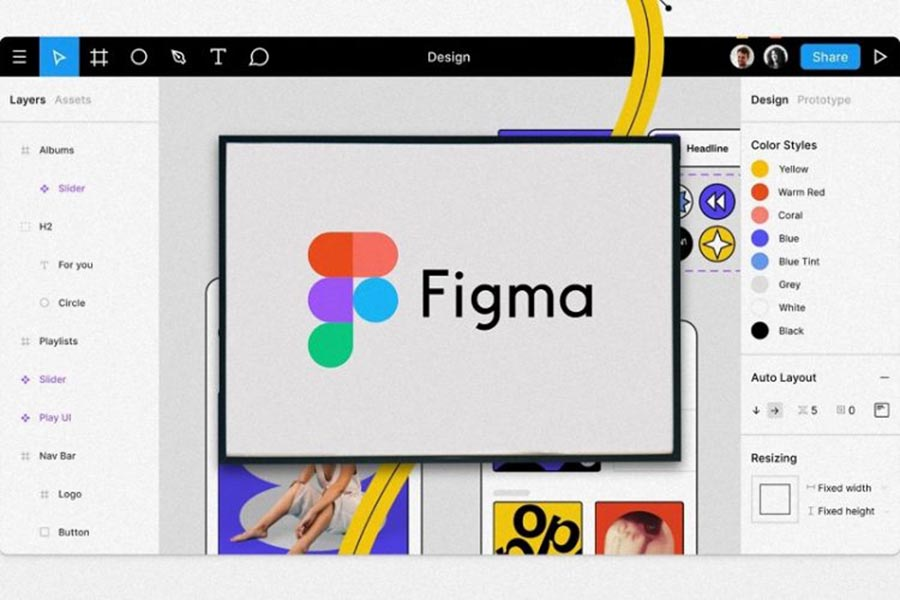 Design
Share
Layers Assets
Albums
Slider
H2
For you
Circle
Playlists
Slider
Play UI
Nav Bar
Logo
Button
Figma
Headline
op
Design Prototype
Color Styles
Yellow
Warm Red
Coral
Blue
Blue Tint
Grey
White
Black
Auto Layout
5 0
Resizing
Fixed width
Fixed height